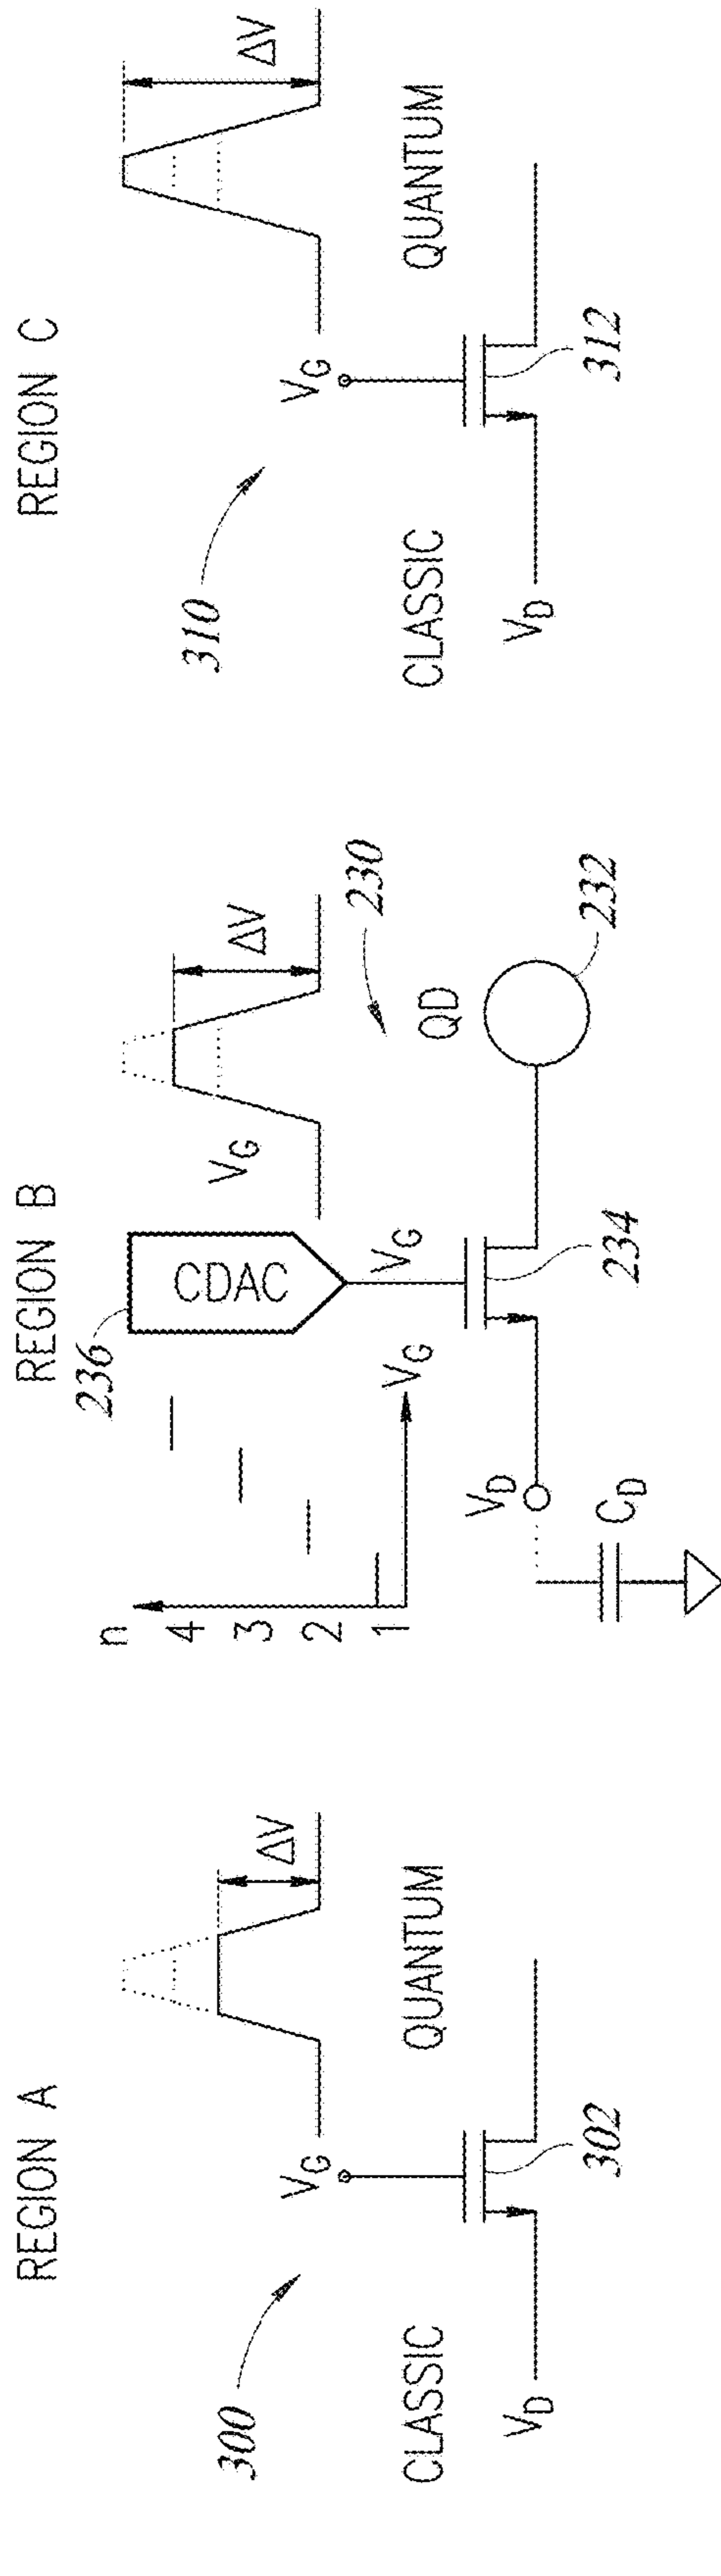 REGION A
300
CLASSIC
V_D
V_G
ΔV
QUANTUM
302
REGION B
236
CDAC
V_G
ΔV
n
4
3
2
1
V_G
V_G
230
QD
V_D
C_D
234
232
REGION C
310
CLASSIC
V_D
V_G
ΔV
QUANTUM
312